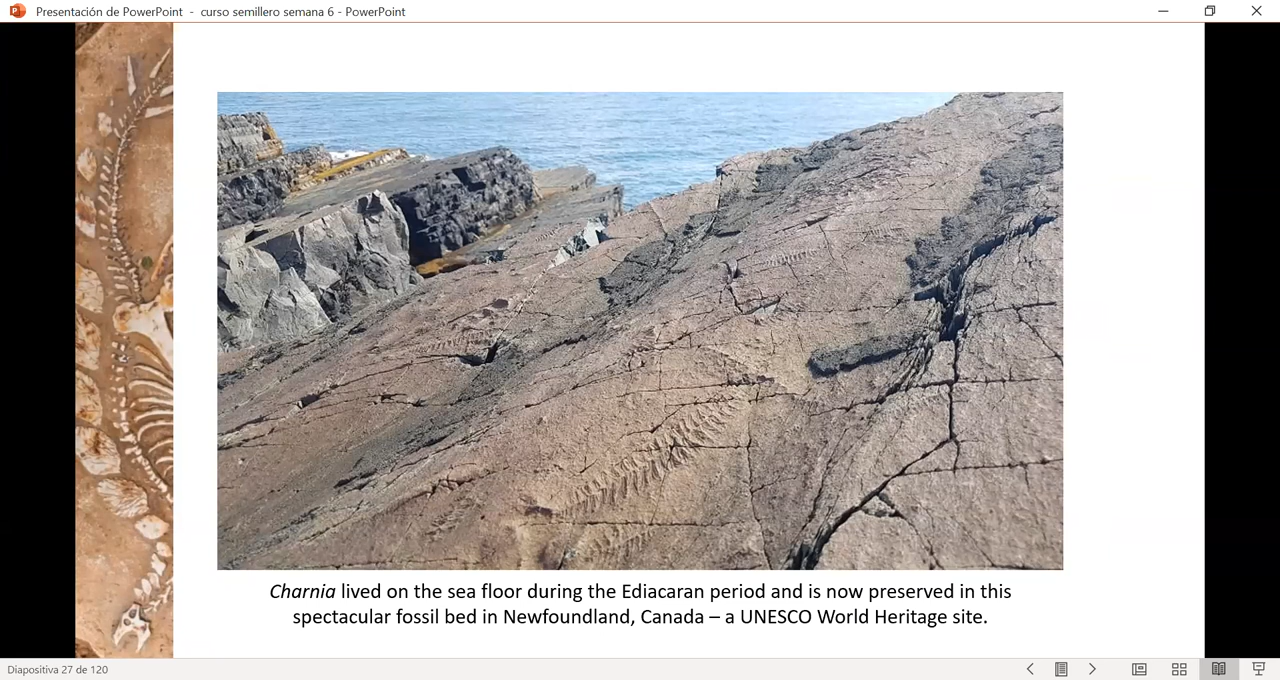 Presentación de PowerPoint - curso semillero semana 6 - PowerPoint
Charnia lived on the sea floor during the Ediacaran period and is now preserved in this
spectacular fossil bed in Newfoundland, Canada – a UNESCO World Heritage site.
Diapositiva 27 de 120